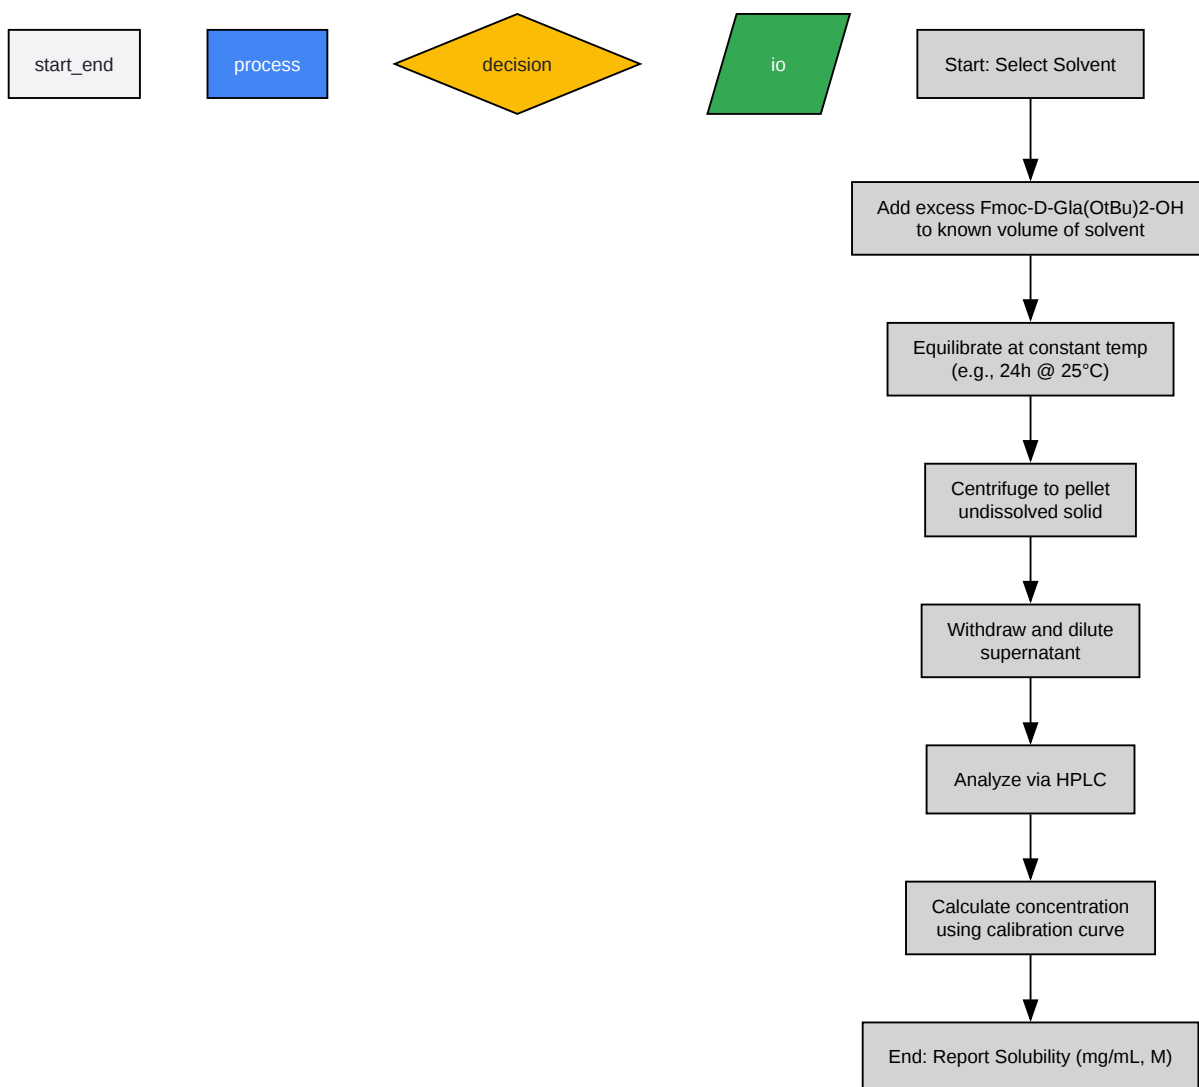 start_end
process
decision
io
Start: Select Solvent
Add excess Fmoc-D-Gla(OtBu)2-OH
to known volume of solvent
Equilibrate at constant temp
(e.g., 24h @ 25°C)
Centrifuge to pellet
undissolved solid
Withdraw and dilute
supernatant
Analyze via HPLC
Calculate concentration
using calibration curve
End: Report Solubility (mg/mL, M)